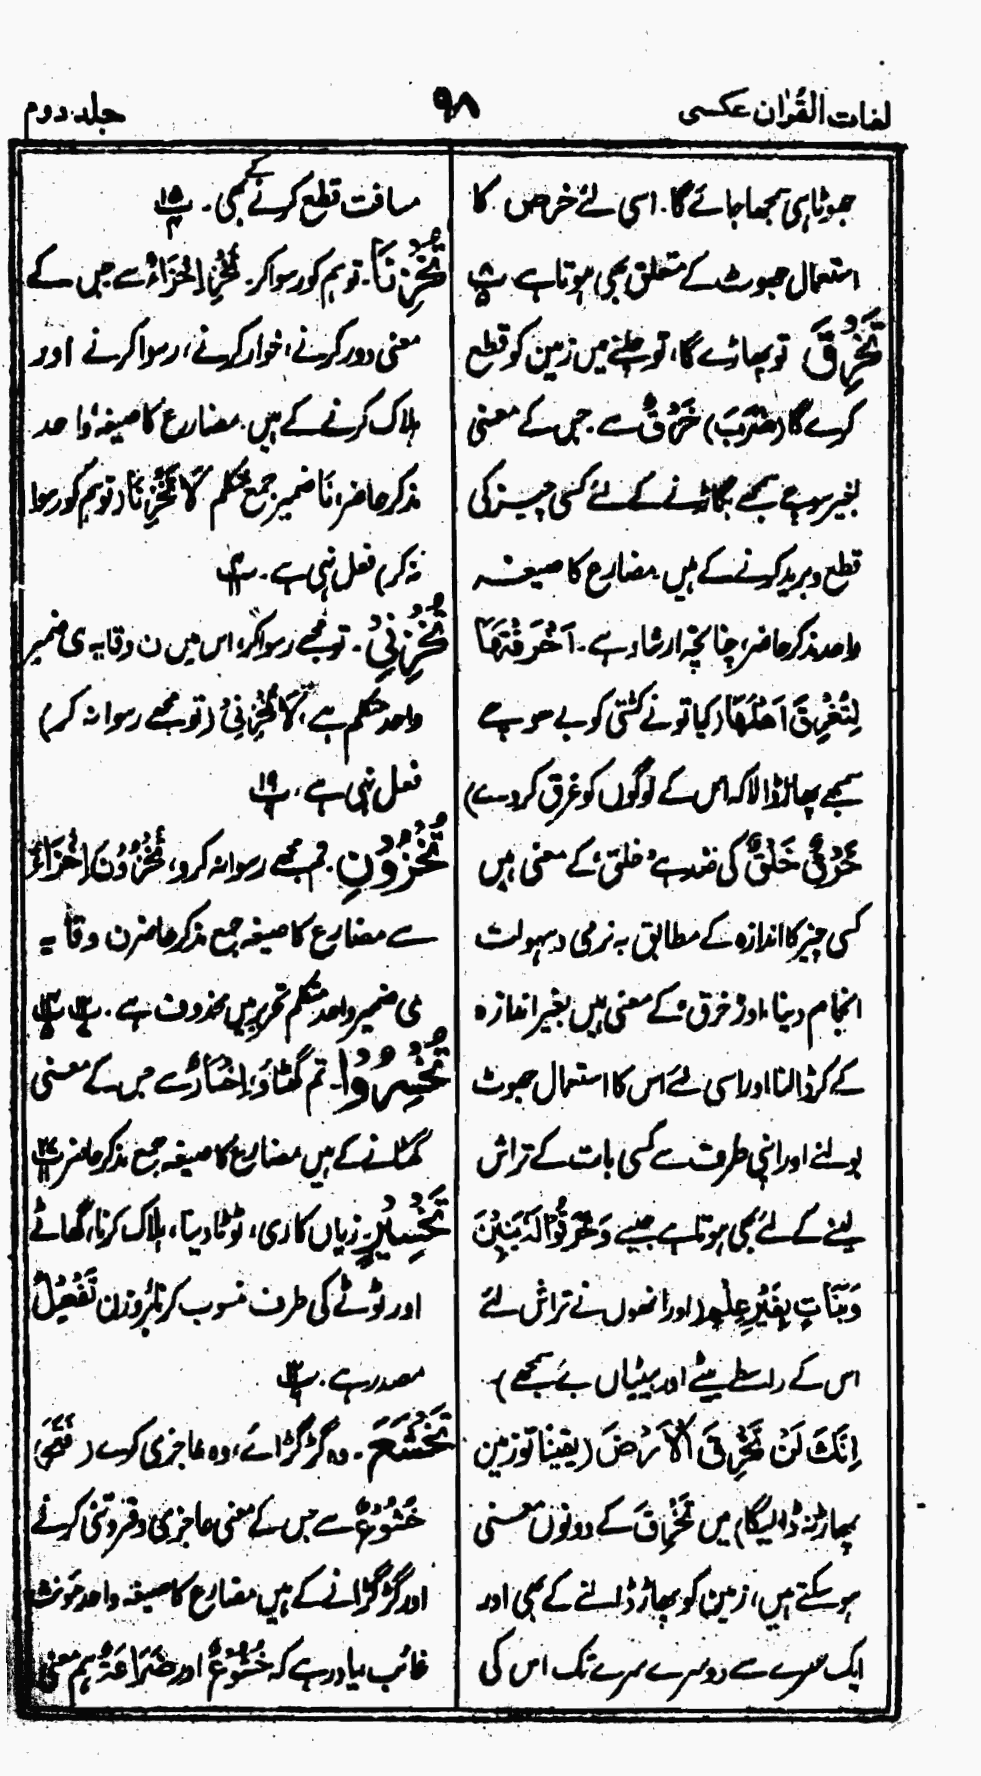 لغات القرآن عکسی
۹۸
جلد دوم
جھوٹا ہی سمجھا جائے گا۔ اسی لئے خرص کا
استعمال جھوٹ کے متعلق بھی ہوتا ہے۔ پ ۸
تَخْرِقَ تو پھاڑے گا، تو چلنے میں زمین کو قطع
کرے گا (ضَرَبَ) خَرْقٌ سے۔ جس کے معنی
بغیر سوچے سمجھے بگاڑنے کے لئے کسی چیز کی
قطع و برید کرنے کے ہیں۔ مضارع کا صیغہ
واحد مذکر حاضر، چنانچہ ارشاد ہے۔ اَخَرَقْتَهَا
لِتُغْرِقَ اَهْلَهَا (کیا تو نے کشتی کو بے سوچے
سمجھے پھاڑ ڈالا کہ اس کے لوگوں کو غرق کر دے)
خَرْقٌ خَلْقٌ کی ضد ہے خلق، کے معنی ہیں
کسی چیز کا اندازہ کے مطابق بہ نرمی و سہولت
انجام دینا، اور خرق، کے معنی ہیں بغیر اندازہ
کے کر ڈالنا اور اسی لئے اس کا استعمال جھوٹ
بولنے اور اپنی طرف سے کسی بات کے تراش
لینے کے لئے بھی ہوتا ہے جیسے وَخَرَقُوْا لَهٗ بَنِيْنَ
وَبَنَاتٍ بِغَيْرِ عِلْمٍ (اور انھوں نے تراش لئے
اس کے واسطے بیٹے اور بیٹیاں بے سمجھے)
اِنَّكَ لَنْ تَخْرِقَ الْاَرْضَ (یقیناً تو زمین
پھاڑ نہ ڈالیگا) میں تَخْرِقَ کے دونوں معنی
ہو سکتے ہیں، زمین کو پھاڑ ڈالنے کے بھی اور
ایک سرے سے دوسرے سرے تک اس کی
مسافت قطع کرنے کے بھی۔ پ ۱۵
تُخْزِنَا۔ تو ہم کو رسوا کر۔ تُخْزِ اِخْزَاءٌ سے جس کے
معنی دور کرنے، خوار کرنے، رسوا کرنے اور
ہلاک کرنے کے ہیں۔ مضارع کا صیغہ واحد
مذکر حاضر، نَا ضمیر جمع متکلم لَا تُخْزِنَا (تو ہم کو رسوا
نہ کر) فعل نہی ہے۔ پ
تُخْزِنِيْ۔ تو مجھے رسوا کر، اس میں ن وقایہ ی ضمیر
واحد متکلم ہے، لَا تُخْزِنِيْ (تو مجھے رسوا نہ کر)
فعل نہی ہے، پ ۱۹
تُخْزُوْنِ۔ تم مجھے رسوا نہ کرو، تُخْزُوْنَ اِخْزَاءٌ
سے مضارع کا صیغہ جمع مذکر حاضر ن وقایہ
ی ضمیر واحد متکلم تحریر میں محذوف ہے۔ پ ۱۲ پ ۱۴
تُخْسِرُوْا۔ تم گھٹاؤ، اِخْسَارٌ سے جس کے معنی
گھٹانے کے ہیں مضارع کا صیغہ جمع مذکر حاضر پ ۲۷
تَخْسِيْرٍ زیاں کاری، ٹوٹا دینا، ہلاک کرنا، گھاٹے
اور ٹوٹے کی طرف منسوب کرنا بروزن تَفْعِيْلٌ
مصدر ہے۔ پ ۱۲
تَخْشَعَ۔ وہ گڑگڑائے، وہ عاجزی کرے (فَتَحَ)
خُشُوْعٌ سے جس کے معنی عاجزی و فروتنی کرنے
اور گڑگڑانے کے ہیں مضارع کا صیغہ واحد مؤنث
غائب، یاد رہے کہ خُشُوْعٌ اور ضَرَاعَةٌ ہم معنی